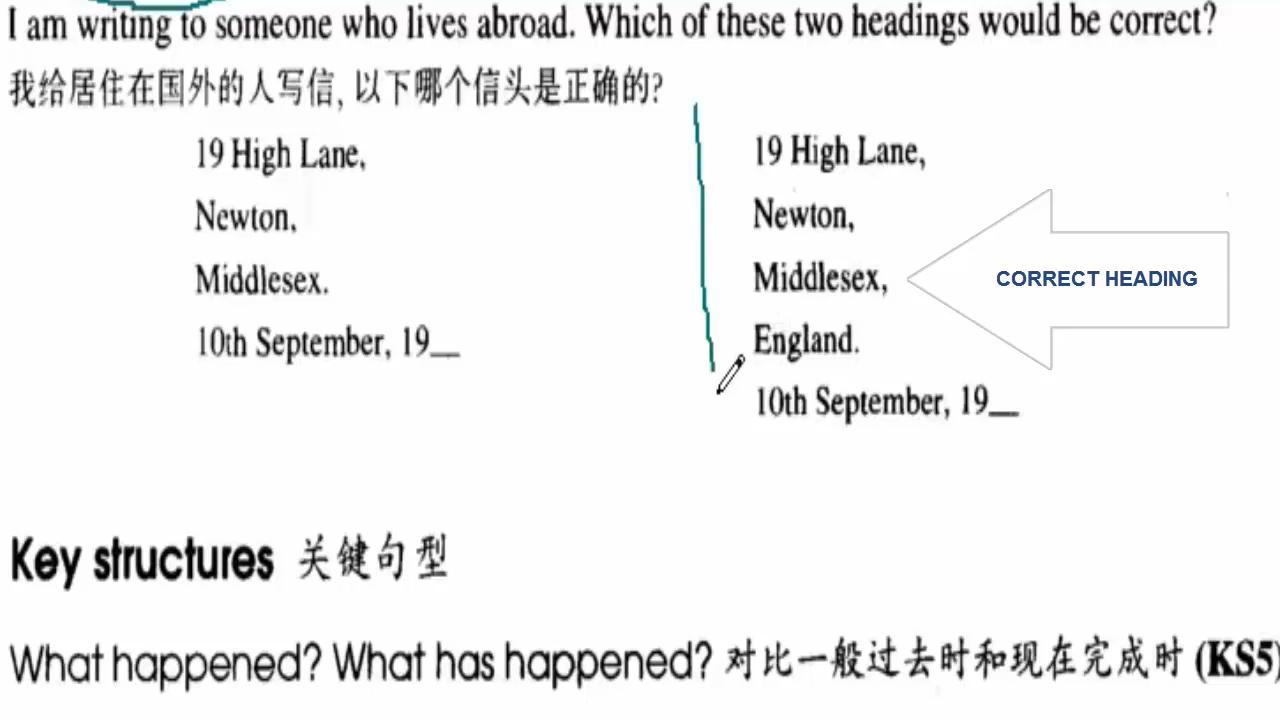 I am writing to someone who lives abroad. Which of these two headings would be correct?
我给居住在国外的人写信, 以下哪个信头是正确的?
19 High Lane,
Newton,
Middlesex.
10th September, 19__
19 High Lane,
Newton,
Middlesex,
England.
10th September, 19__
CORRECT HEADING
Key structures 关键句型
What happened? What has happened? 对比一般过去时和现在完成时 (KS5)